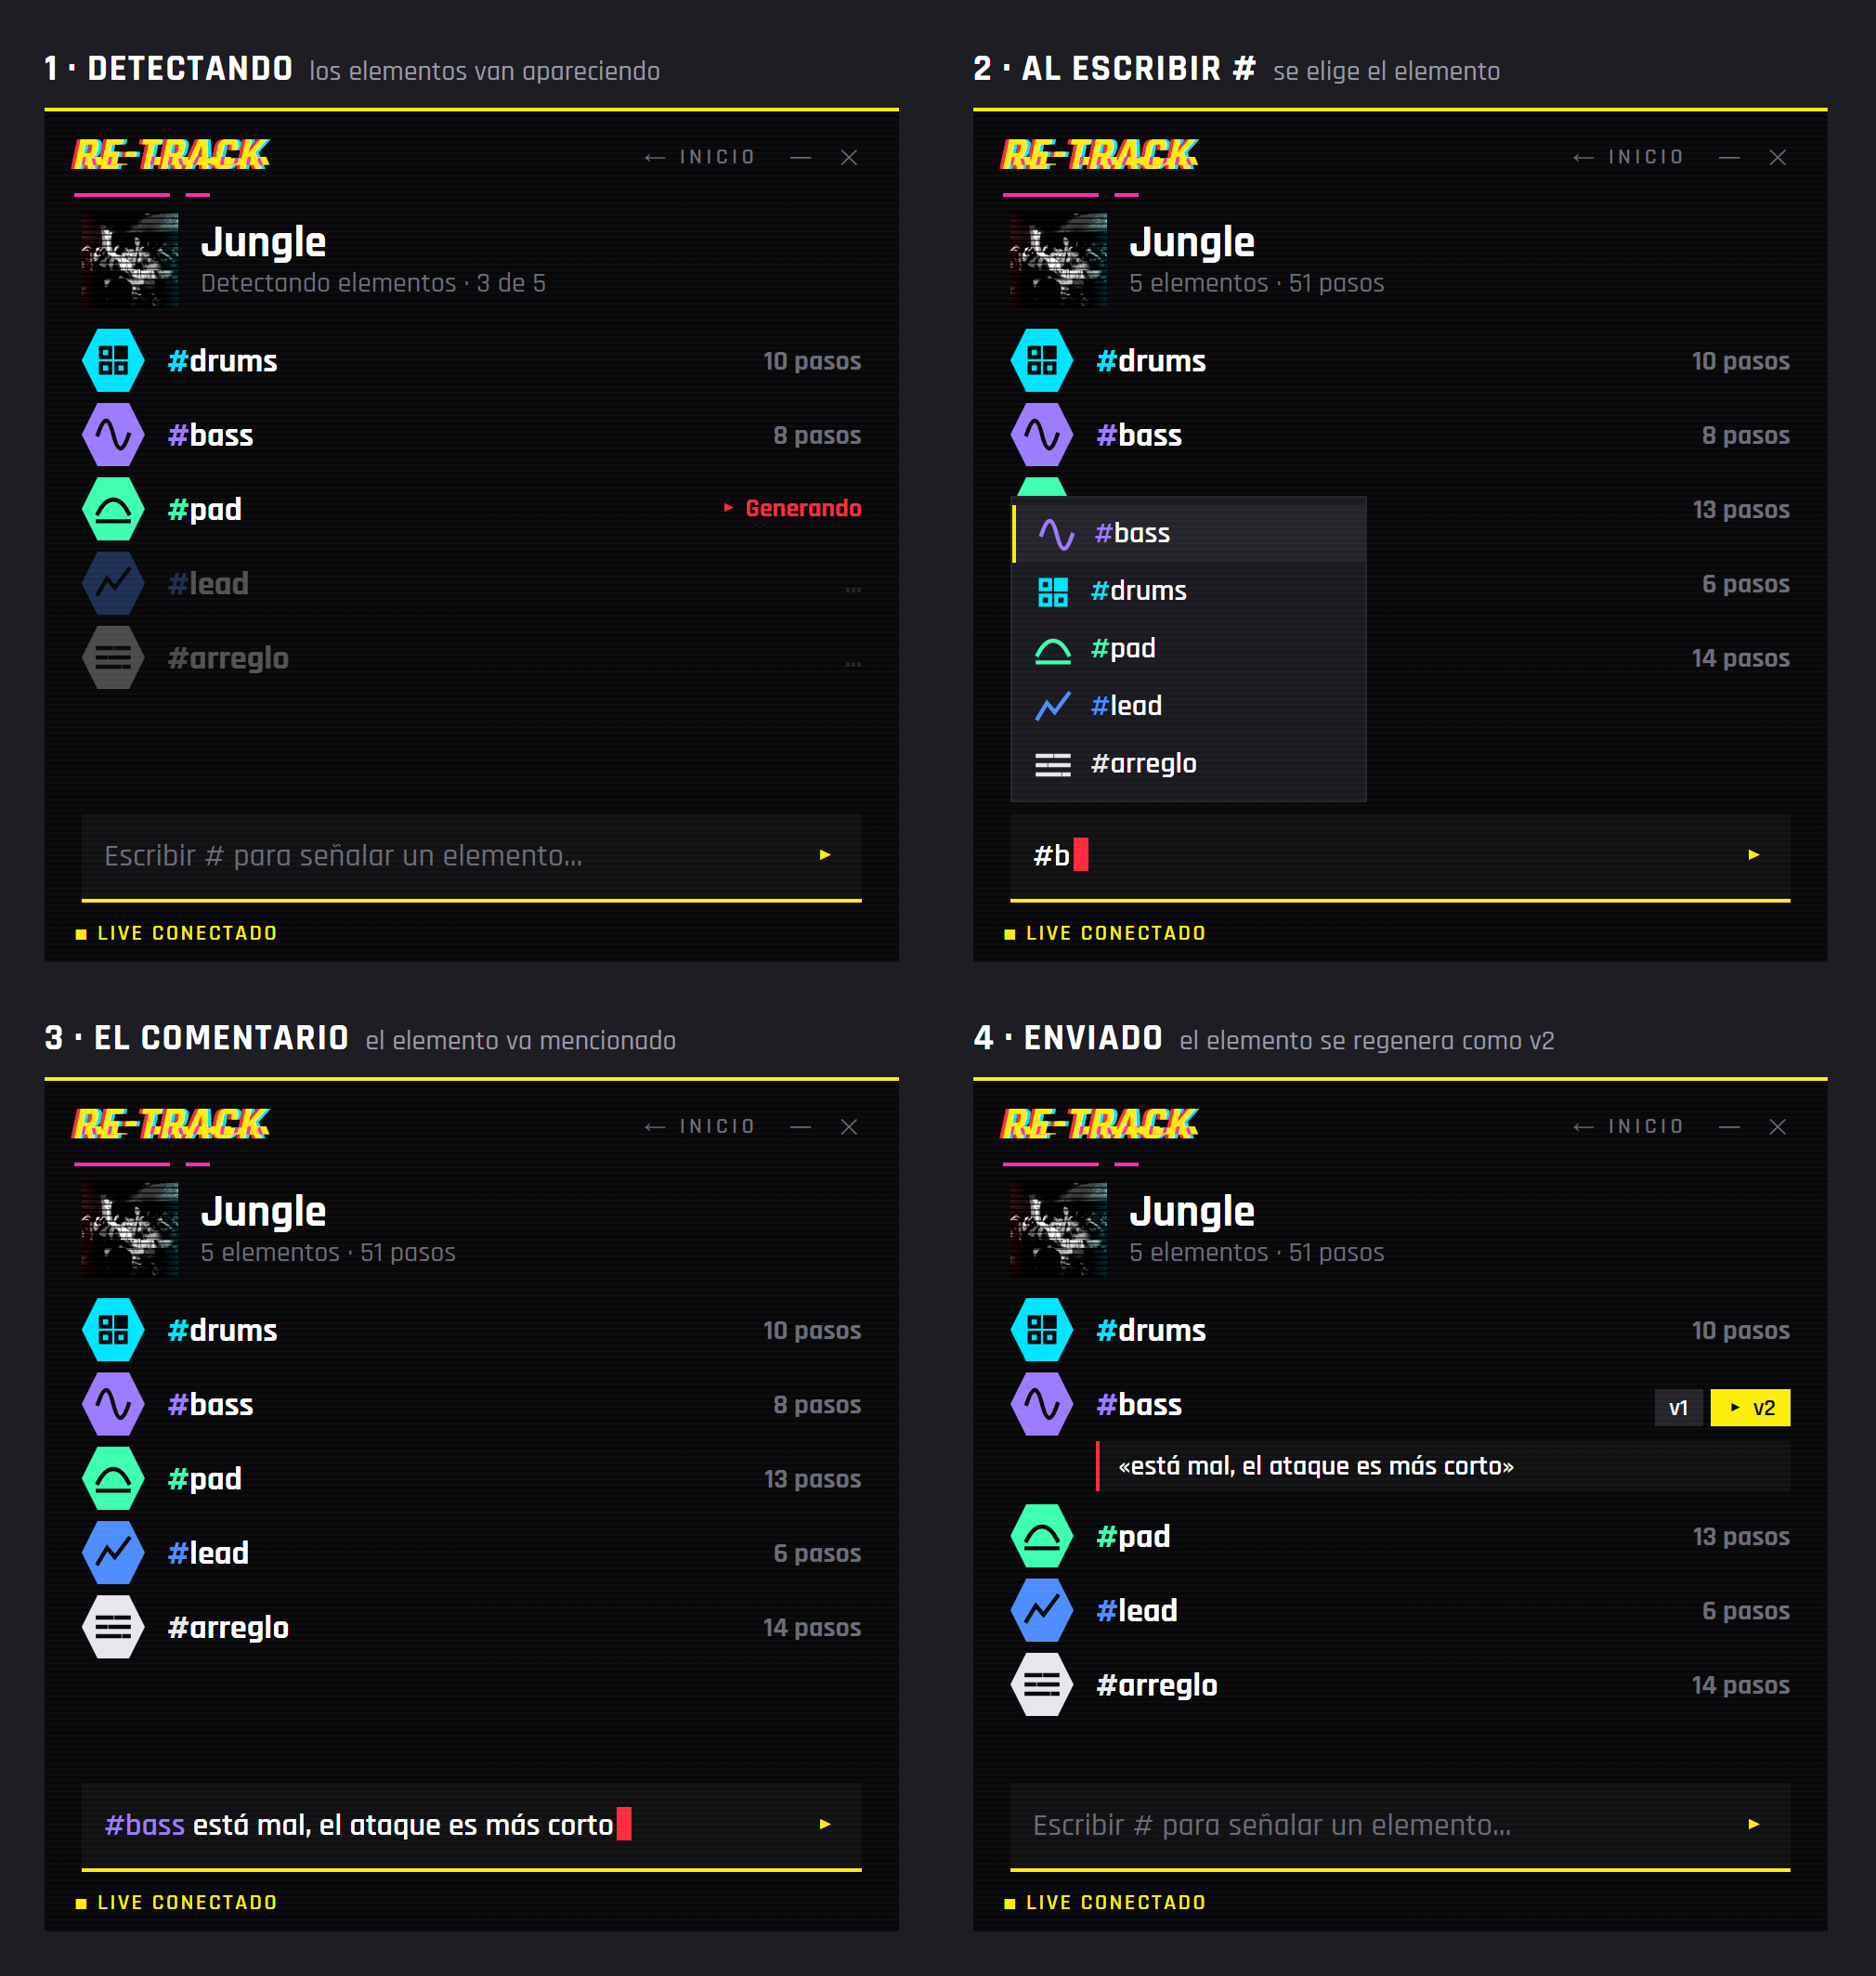 1 · DETECTANDO los elementos van apareciendo
RE-TRACK
← INICIO — ×
Jungle
Detectando elementos · 3 de 5
#drums 10 pasos
#bass 8 pasos
#pad ▸ Generando
#lead ...
#arreglo ...
Escribir # para señalar un elemento... ▸
■ LIVE CONECTADO
2 · AL ESCRIBIR # se elige el elemento
RE-TRACK
← INICIO — ×
Jungle
5 elementos · 51 pasos
#drums 10 pasos
#bass 8 pasos
13 pasos
6 pasos
14 pasos
#bass
#drums
#pad
#lead
#arreglo
#b ▸
■ LIVE CONECTADO
3 · EL COMENTARIO el elemento va mencionado
RE-TRACK
← INICIO — ×
Jungle
5 elementos · 51 pasos
#drums 10 pasos
#bass 8 pasos
#pad 13 pasos
#lead 6 pasos
#arreglo 14 pasos
#bass está mal, el ataque es más corto ▸
■ LIVE CONECTADO
4 · ENVIADO el elemento se regenera como v2
RE-TRACK
← INICIO — ×
Jungle
5 elementos · 51 pasos
#drums 10 pasos
#bass v1 ▸ v2
«está mal, el ataque es más corto»
#pad 13 pasos
#lead 6 pasos
#arreglo 14 pasos
Escribir # para señalar un elemento... ▸
■ LIVE CONECTADO